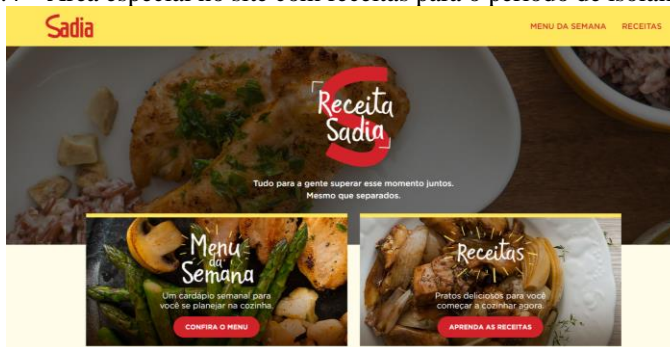 Área especial no site com receitas para o período de
Sadia
MENU DA SEMANA RECEITAS
Receita
Sadia
Tudo para a gente superar esse momento juntos.
Mesmo que separados.
Menu
da
Semana
Um cardápio semanal para
você se planejar na cozinha.
CONFIRA O MENU
Receitas
Pratos deliciosos para você
começar a cozinhar agora.
APRENDA AS RECEITAS